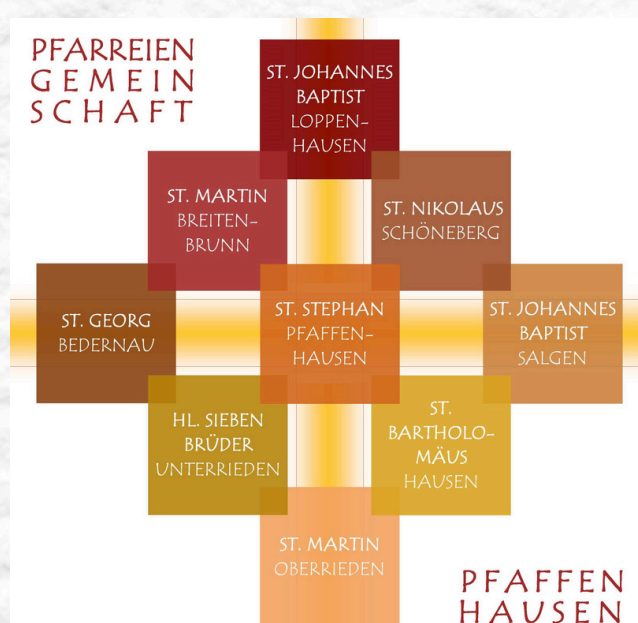 PFARREIEN
GEMEIN
SCHAFT
ST. JOHANNES
BAPTIST
LOPPEN-
HAUSEN
ST. MARTIN
BREITEN-
BRUNN
ST. NIKOLAUS
SCHÖNEBERG
ST. GEORG
BEDERNAU
ST. STEPHAN
PFAFFEN-
HAUSEN
ST. JOHANNES
BAPTIST
SALGEN
HL. SIEBEN
BRÜDER
UNTERRIEDEN
ST.
BARTHOLO-
MÄUS
HAUSEN
ST. MARTIN
OBERRIEDEN
PFAFFEN
HAUSEN